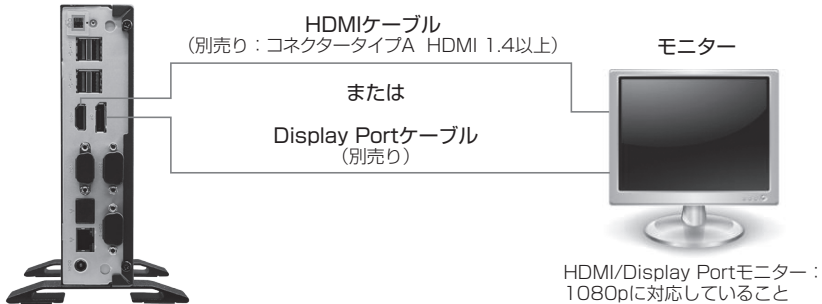 HDMIケーブル
（別売り：コネクタータイプA HDMI 1.4以上）
モニター
または
Display Portケーブル
（別売り）
HDMI/Display Portモニター：
1080pに対応していること